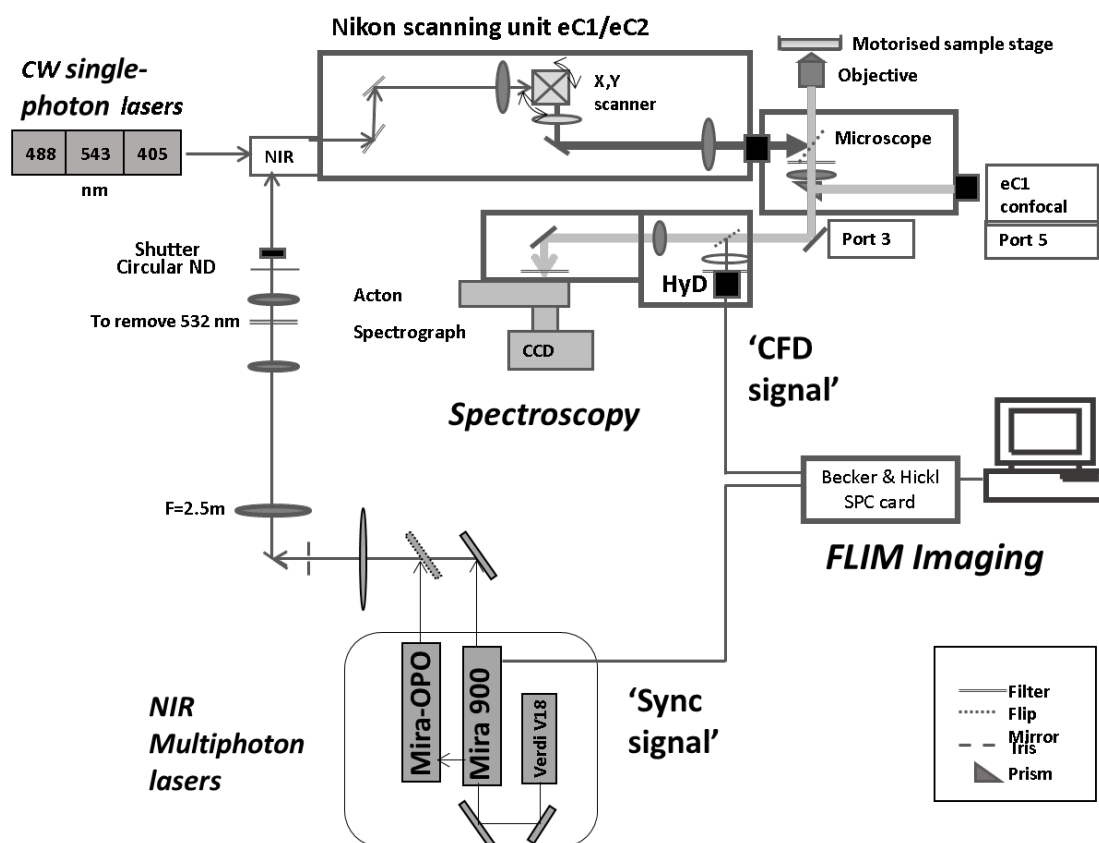 Nikon scanning unit eC1/eC2
CW single-
photon lasers
488 543 405
nm
NIR
X,Y
scanner
Motorised sample stage
Objective
Microscope
eC1
confocal
Port 5
Port 3
Shutter
Circular ND
To remove 532 nm
HyD
Acton
Spectrograph
CCD
Spectroscopy
'CFD
signal'
Becker & Hickl
SPC card
FLIM Imaging
F=2.5m
NIR
Multiphoton
lasers
Mira-OPO
Mira 900
Verdi V18
'Sync
signal'
Filter
Flip
Mirror
Iris
Prism